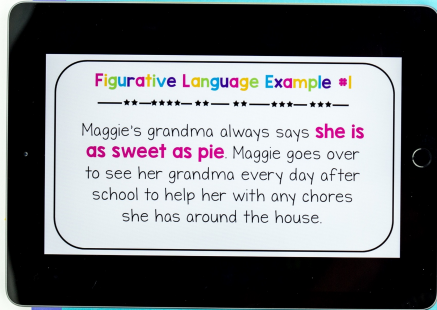 Figurative Language Example #1
Maggie's grandma always says she is
as sweet as pie. Maggie goes over
to see her grandma every day after
school to help her with any chores
she has around the house.